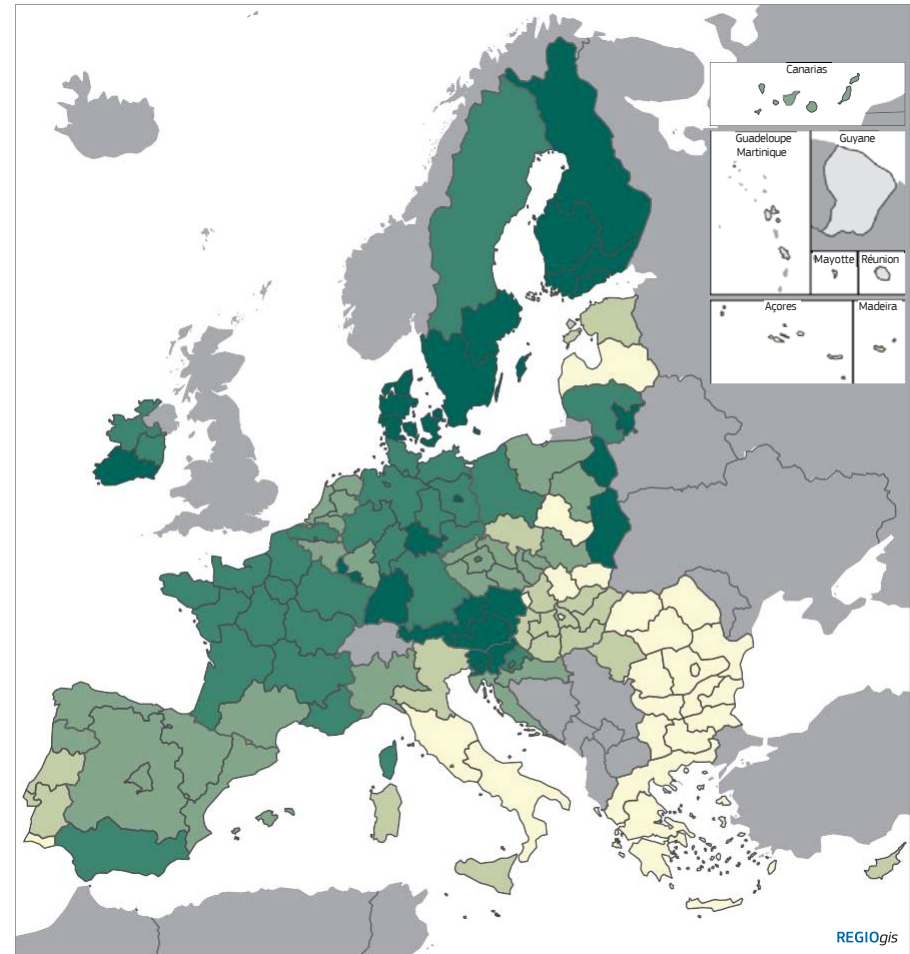 Canarias
Guadeloupe
Martinique
Guyane
Mayotte
Réunion
Açores
Madeira
REGIOgis